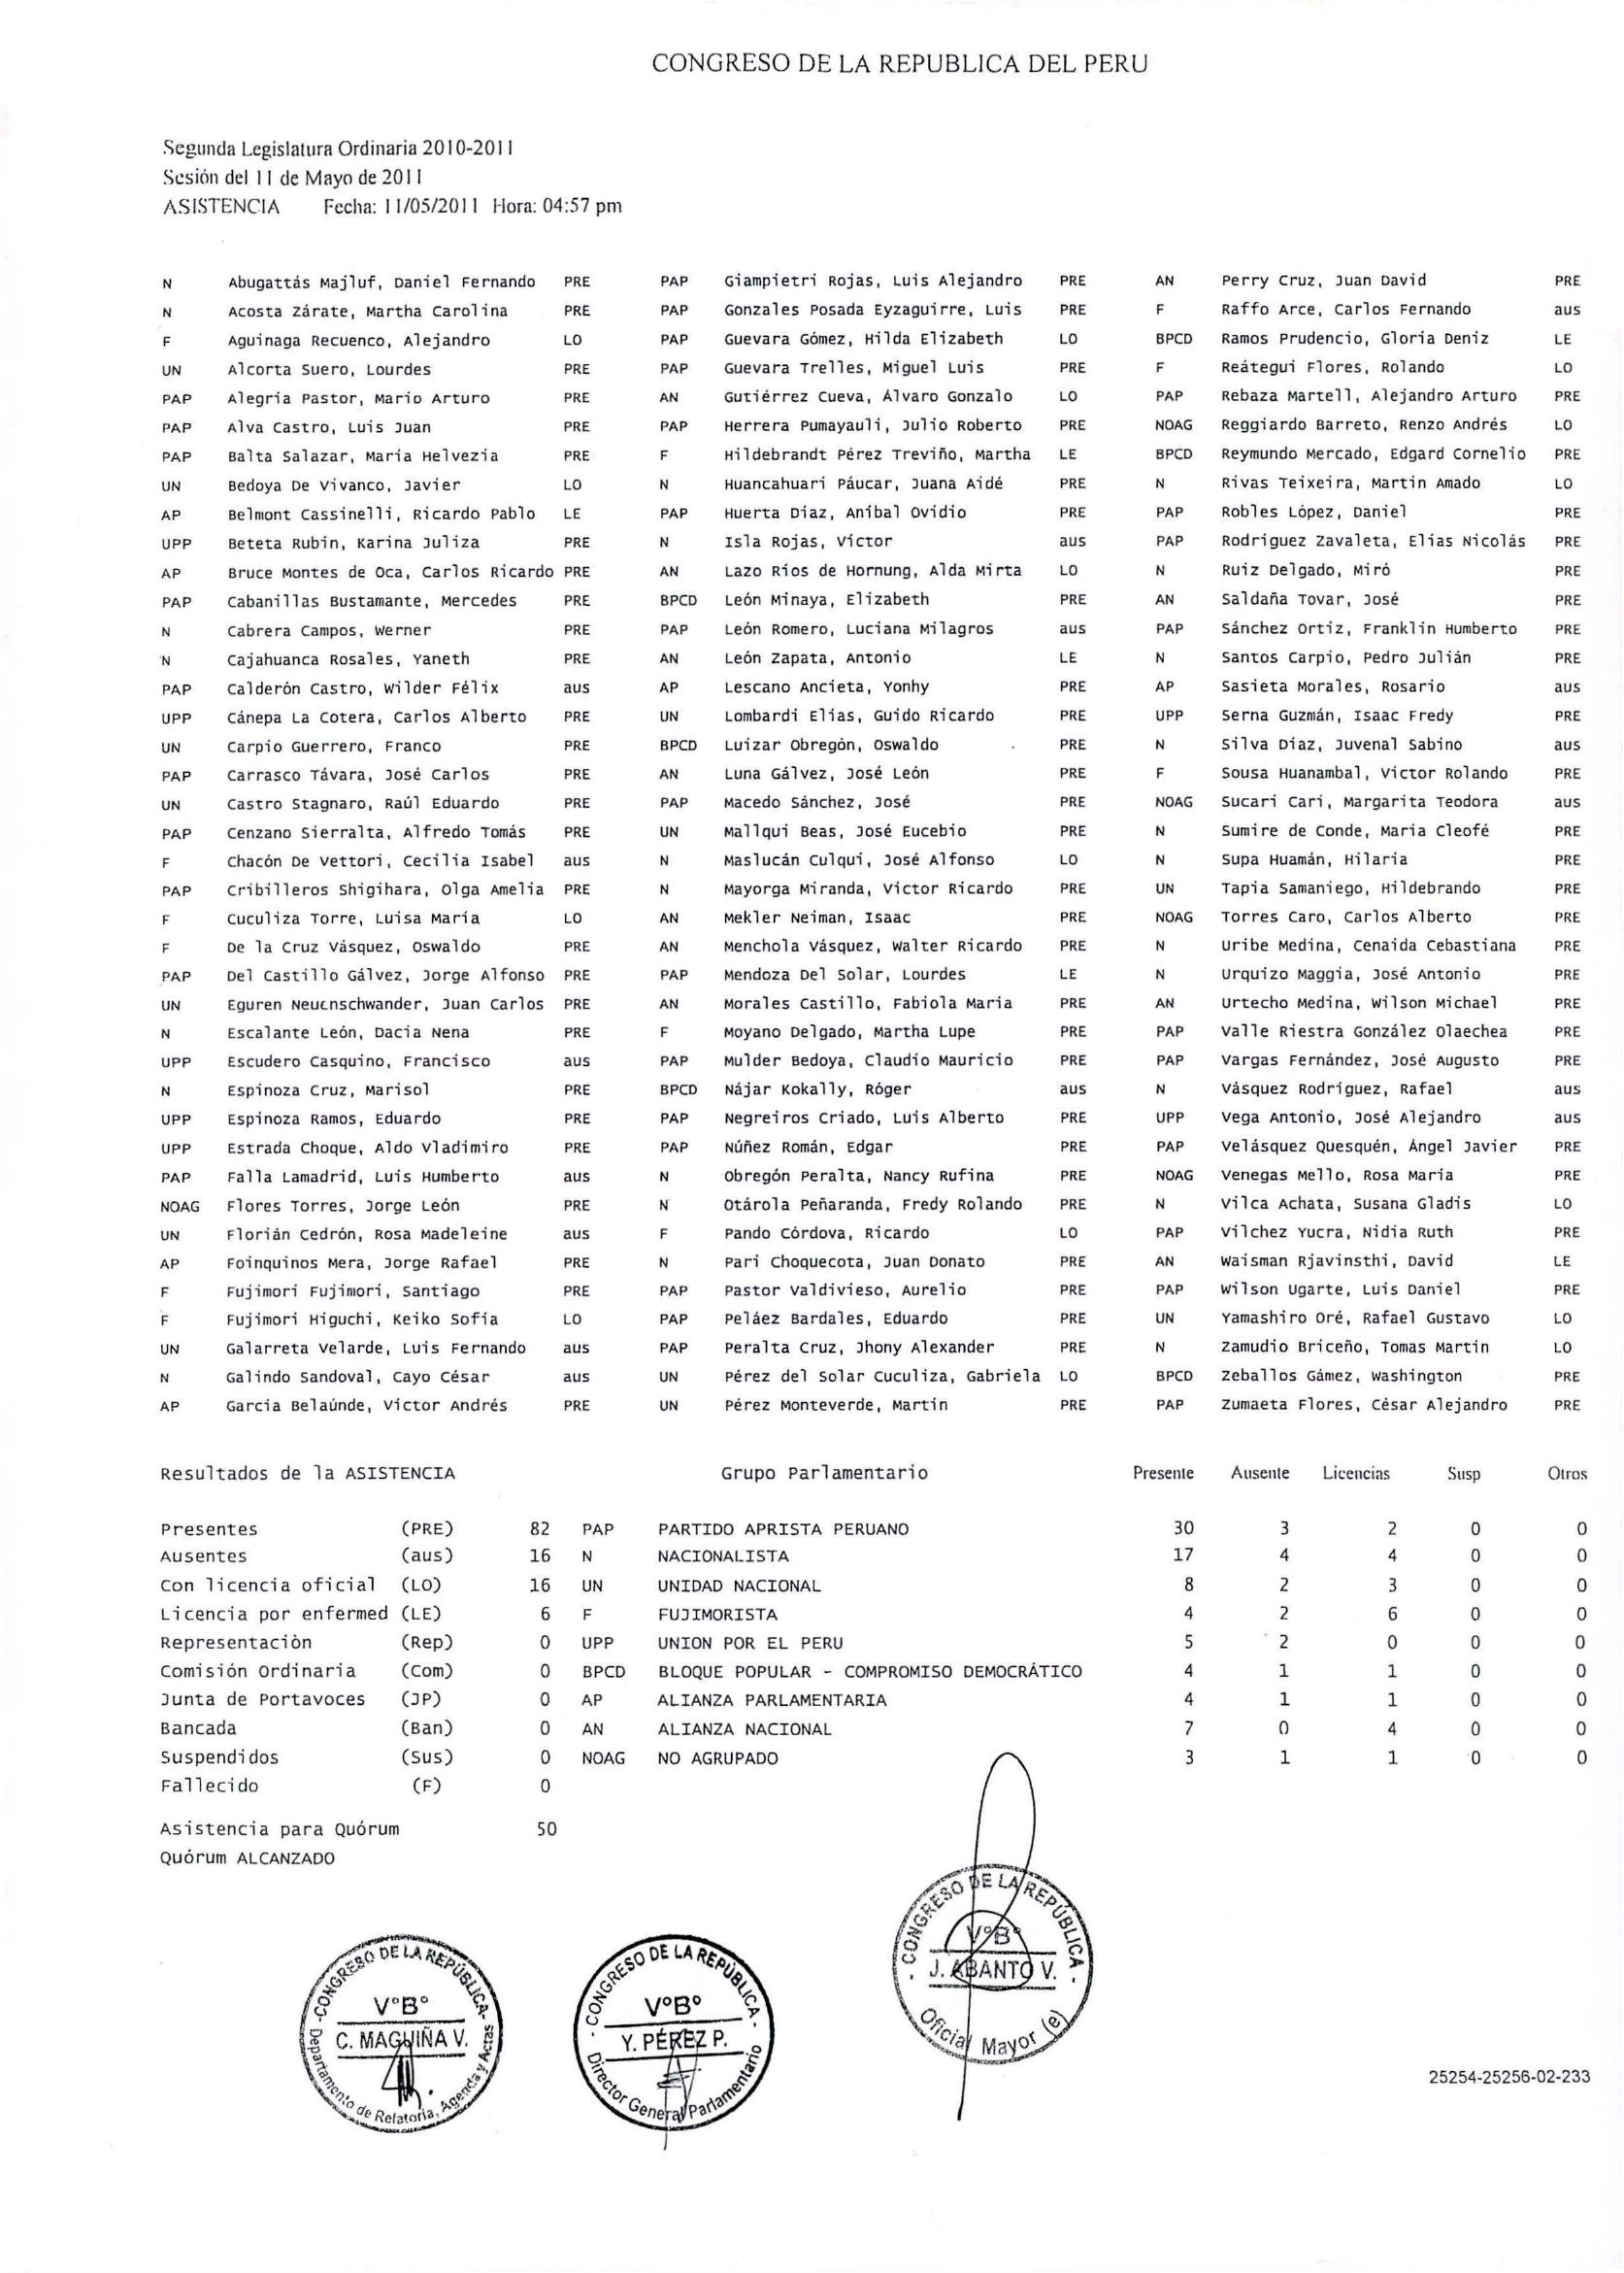 CONGRESO DE LA REPUBLICA DEL PERU
Segunda Legislatura Ordinaria 2010-2011
Sesión del 11 de Mayo de 2011
ASISTENCIA Fecha: 11/05/2011 Hora: 04:57 pm
N Abugattás Majluf, Daniel Fernando PRE PAP Giampietri Rojas, Luis Alejandro PRE AN Perry Cruz, Juan David PRE
N Acosta Zárate, Martha Carolina PRE PAP Gonzales Posada Eyzaguirre, Luis PRE F Raffo Arce, Carlos Fernando aus
F Aguinaga Recuenco, Alejandro LO PAP Guevara Gómez, Hilda Elizabeth LO BPCD Ramos Prudencio, Gloria Deniz LE
UN Alcorta Suero, Lourdes PRE PAP Guevara Trelles, Miguel Luis PRE F Reátegui Flores, Rolando LO
PAP Alegría Pastor, Mario Arturo PRE AN Gutiérrez Cueva, Álvaro Gonzalo LO PAP Rebaza Martell, Alejandro Arturo PRE
PAP Alva Castro, Luis Juan PRE PAP Herrera Pumayauli, Julio Roberto PRE NOAG Reggiardo Barreto, Renzo Andrés LO
PAP Balta Salazar, María Helvezia PRE F Hildebrandt Pérez Treviño, Martha LE BPCD Reymundo Mercado, Edgard Cornelio PRE
UN Bedoya De Vivanco, Javier LO N Huancahuari Páucar, Juana Aidé PRE N Rivas Teixeira, Martin Amado LO
AP Belmont Cassinelli, Ricardo Pablo LE PAP Huerta Díaz, Aníbal Ovidio PRE PAP Robles López, Daniel PRE
UPP Beteta Rubín, Karina Juliza PRE N Isla Rojas, Víctor aus PAP Rodriguez Zavaleta, Elias Nicolás PRE
AP Bruce Montes de Oca, Carlos Ricardo PRE AN Lazo Ríos de Hornung, Alda Mirta LO N Ruiz Delgado, Miró PRE
PAP Cabanillas Bustamante, Mercedes PRE BPCD León Minaya, Elizabeth PRE AN Saldaña Tovar, José PRE
N Cabrera Campos, Werner PRE PAP León Romero, Luciana Milagros aus PAP Sánchez Ortiz, Franklin Humberto PRE
N Cajahuanca Rosales, Yaneth PRE AN León Zapata, Antonio LE N Santos Carpio, Pedro Julián PRE
PAP Calderón Castro, Wilder Félix aus AP Lescano Ancieta, Yonhy PRE AP Sasieta Morales, Rosario aus
UPP Cánepa La Cotera, Carlos Alberto PRE UN Lombardi Elías, Guido Ricardo PRE UPP Serna Guzmán, Isaac Fredy PRE
UN Carpio Guerrero, Franco PRE BPCD Luizar Obregón, Oswaldo PRE N Silva Díaz, Juvenal Sabino aus
PAP Carrasco Távara, José Carlos PRE AN Luna Gálvez, José León PRE F Sousa Huanambal, Victor Rolando PRE
UN Castro Stagnaro, Raúl Eduardo PRE PAP Macedo Sánchez, José PRE NOAG Sucari Cari, Margarita Teodora aus
PAP Cenzano Sierralta, Alfredo Tomás PRE UN Mallqui Beas, José Eucebio PRE N Sumire de Conde, María Cleofé PRE
F Chacón De Vettori, Cecilia Isabel aus N Maslucán Culqui, José Alfonso LO N Supa Huamán, Hilaria PRE
PAP Cribilleros Shigihara, Olga Amelia PRE N Mayorga Miranda, Víctor Ricardo PRE UN Tapia Samaniego, Hildebrando PRE
F Cuculiza Torre, Luisa María LO AN Mekler Neiman, Isaac PRE NOAG Torres Caro, Carlos Alberto PRE
F De la Cruz Vásquez, Oswaldo PRE AN Menchola Vásquez, Walter Ricardo PRE N Uribe Medina, Cenaida Cebastiana PRE
PAP Del Castillo Gálvez, Jorge Alfonso PRE PAP Mendoza Del Solar, Lourdes LE N Urquizo Maggia, José Antonio PRE
UN Eguren Neuenschwander, Juan Carlos PRE AN Morales Castillo, Fabiola María PRE AN Urtecho Medina, Wilson Michael PRE
N Escalante León, Dacia Nena PRE F Moyano Delgado, Martha Lupe PRE PAP Valle Riestra González Olaechea PRE
UPP Escudero Casquino, Francisco aus PAP Mulder Bedoya, Claudio Mauricio PRE PAP Vargas Fernández, José Augusto PRE
N Espinoza Cruz, Marisol PRE BPCD Nájar Kokally, Róger aus N Vásquez Rodríguez, Rafael aus
UPP Espinoza Ramos, Eduardo PRE PAP Negreiros Criado, Luis Alberto PRE UPP Vega Antonio, José Alejandro aus
UPP Estrada Choque, Aldo Vladimiro PRE PAP Núñez Román, Edgar PRE PAP Velásquez Quesquén, Ángel Javier PRE
PAP Falla Lamadrid, Luis Humberto aus N Obregón Peralta, Nancy Rufina PRE NOAG Venegas Mello, Rosa María PRE
NOAG Flores Torres, Jorge León PRE N Otárola Peñaranda, Fredy Rolando PRE N Vilca Achata, Susana Gladis LO
UN Florián Cedrón, Rosa Madeleine aus F Pando Córdova, Ricardo LO PAP Vilchez Yucra, Nidia Ruth PRE
AP Foinquinos Mera, Jorge Rafael PRE N Pari Choquecota, Juan Donato PRE AN Waisman Rjavinsthi, David LE
F Fujimori Fujimori, Santiago PRE PAP Pastor Valdivieso, Aurelio PRE PAP Wilson Ugarte, Luis Daniel PRE
F Fujimori Higuchi, Keiko Sofía LO PAP Peláez Bardales, Eduardo PRE UN Yamashiro Oré, Rafael Gustavo LO
UN Galarreta Velarde, Luis Fernando aus PAP Peralta Cruz, Jhony Alexander PRE N Zamudio Briceño, Tomas Martín LO
N Galindo Sandoval, Cayo César aus UN Pérez del Solar Cuculiza, Gabriela LO BPCD Zeballos Gámez, Washington PRE
AP García Belaúnde, Víctor Andrés PRE UN Pérez Monteverde, Martín PRE PAP Zumaeta Flores, César Alejandro PRE
Resultados de la ASISTENCIA Grupo Parlamentario Presente Ausente Licencias Susp Otros
Presentes (PRE) 82 PAP PARTIDO APRISTA PERUANO 30 3 2 0 0
Ausentes (aus) 16 N NACIONALISTA 17 4 4 0 0
Con licencia oficial (LO) 16 UN UNIDAD NACIONAL 8 2 3 0 0
Licencia por enfermed (LE) 6 F FUJIMORISTA 4 2 6 0 0
Representación (Rep) 0 UPP UNION POR EL PERU 5 2 0 0 0
Comisión Ordinaria (Com) 0 BPCD BLOQUE POPULAR - COMPROMISO DEMOCRÁTICO 4 1 1 0 0
Junta de Portavoces (JP) 0 AP ALIANZA PARLAMENTARIA 4 1 1 0 0
Bancada (Ban) 0 AN ALIANZA NACIONAL 7 0 4 0 0
Suspendidos (Sus) 0 NOAG NO AGRUPADO 3 1 1 0 0
Fallecido (F) 0
Asistencia para Quórum 50
Quórum ALCANZADO
- CONGRESO DE LA REPÚBLICA -
V°B°
J. ABANTO V.
Oficial Mayor (e)
- CONGRESO DE LA REPÚBLICA -
V°B°
C. MAGUIÑA V.
Departamento de Relatoría, Agenda y Actas
- CONGRESO DE LA REPÚBLICA -
V°B°
Y. PÉREZ P.
Director General Parlamentario
25254-25256-02-233